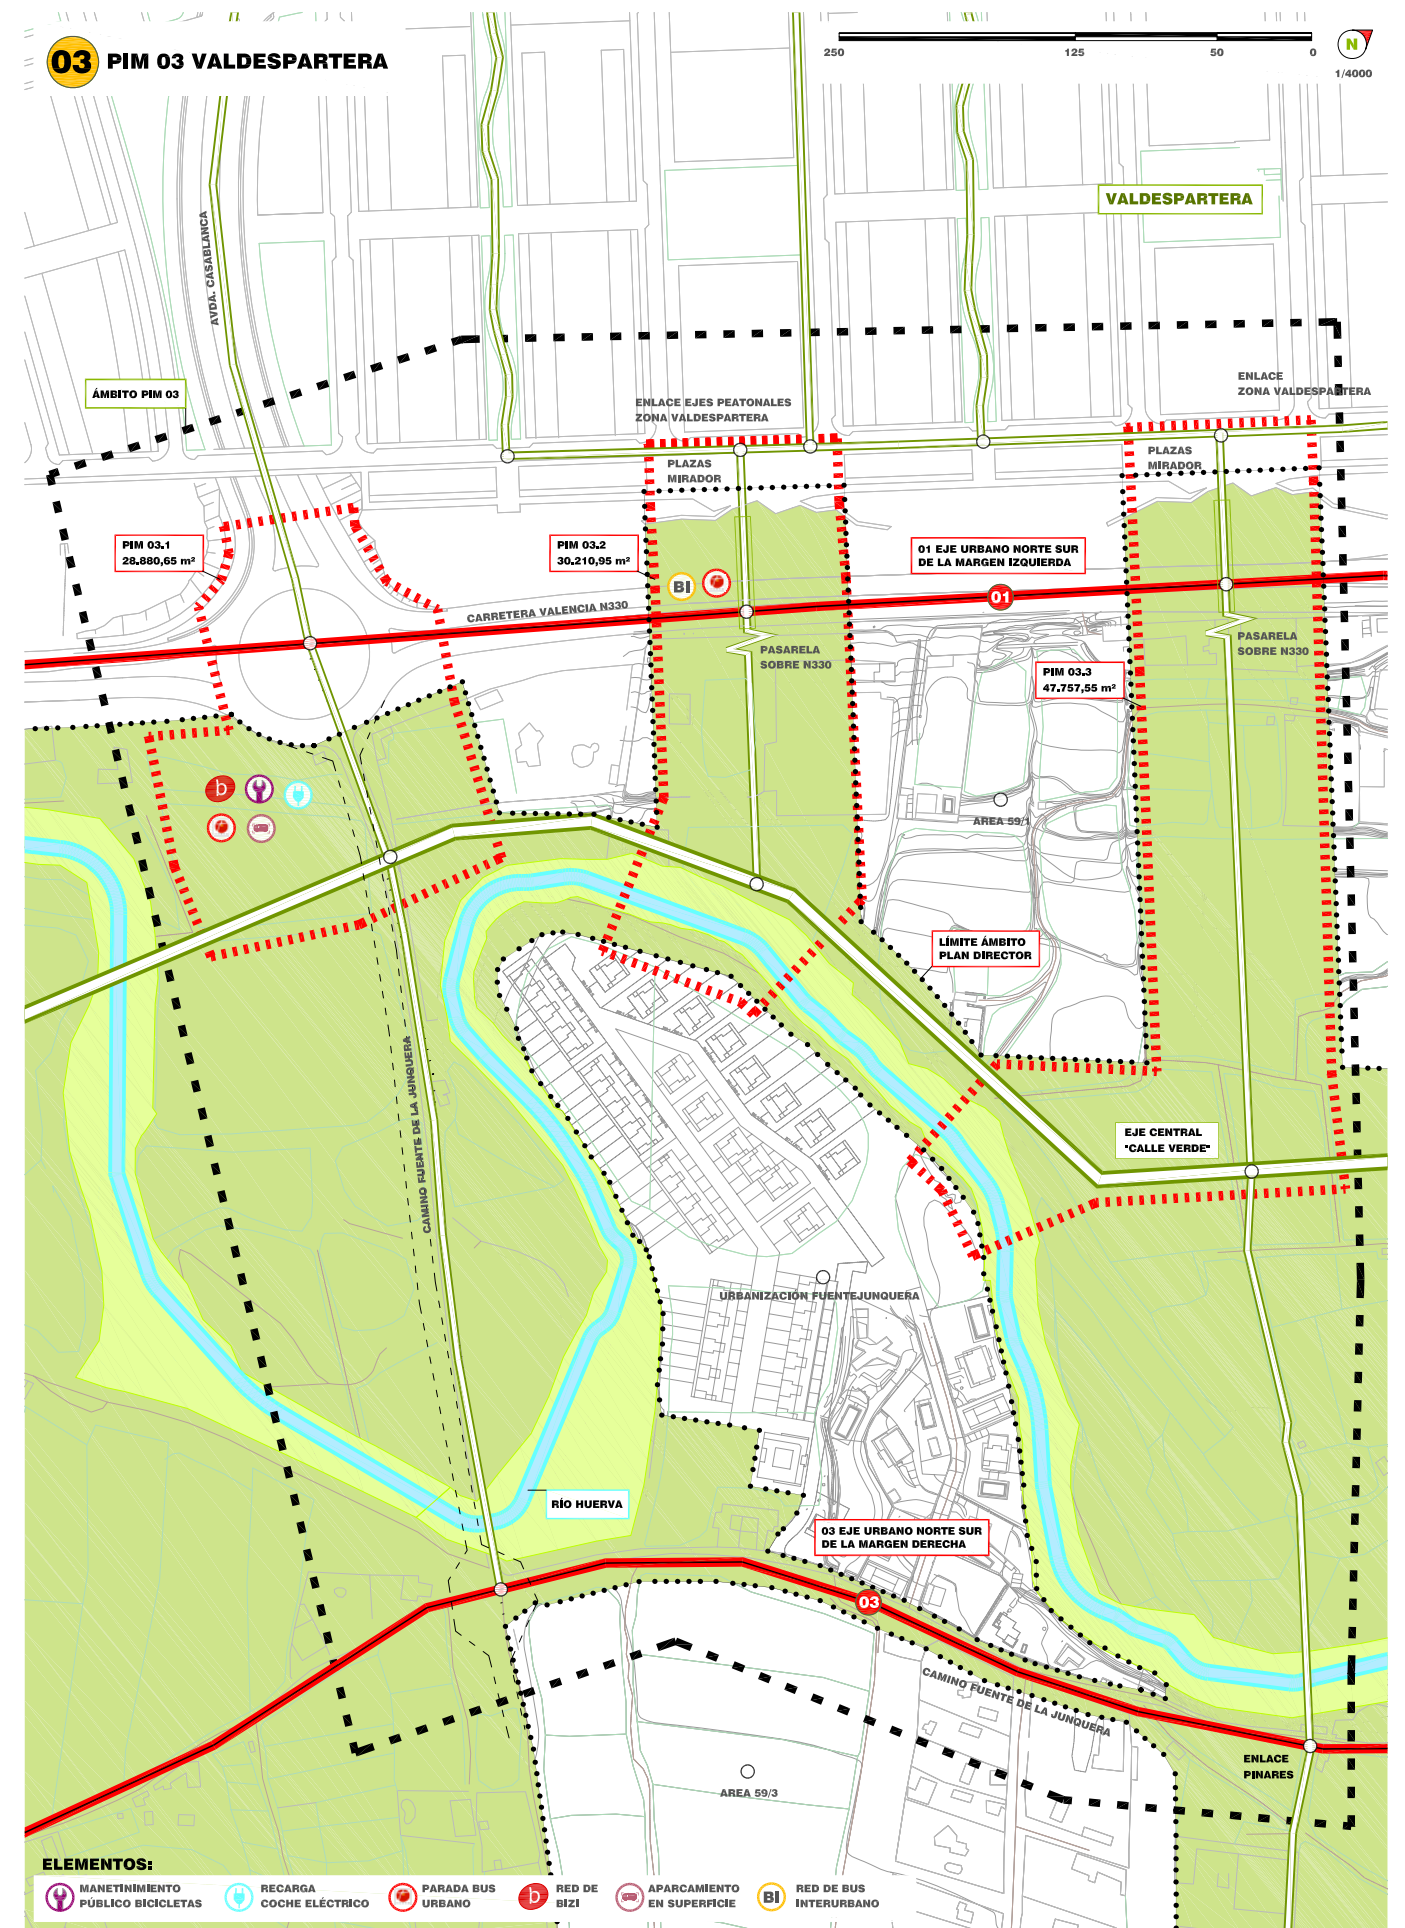 03 PIM 03 VALDESPARTERA
250 125 50 0
N
1/4000
VALDESPARTERA
AVDA. CASABLANCA
ÁMBITO PIM 03
ENLACE EJES PEATONALES
ZONA VALDESPARTERA
ENLACE
ZONA VALDESPARTERA
PLAZAS
MIRADOR
PLAZAS
MIRADOR
PIM 03.1
28.880,65 m²
PIM 03.2
30.210,95 m²
01 EJE URBANO NORTE SUR
DE LA MARGEN IZQUIERDA
BI
01
CARRETERA VALENCIA N330
PASARELA
SOBRE N330
PASARELA
SOBRE N330
PIM 03.3
47.757,55 m²
b
AREA 59/1
LÍMITE ÁMBITO
PLAN DIRECTOR
CAMINO FUENTE DE LA JUNQUERA
EJE CENTRAL
"CALLE VERDE"
URBANIZACIÓN FUENTEJUNQUERA
RÍO HUERVA
03 EJE URBANO NORTE SUR
DE LA MARGEN DERECHA
03
CAMINO FUENTE DE LA JUNQUERA
ENLACE
PINARES
AREA 59/3
ELEMENTOS:
MANETINIMIENTO
PÚBLICO BICICLETAS
RECARGA
COCHE ELÉCTRICO
PARADA BUS
URBANO
b
RED DE
BIZI
APARCAMIENTO
EN SUPERFICIE
BI
RED DE BUS
INTERURBANO